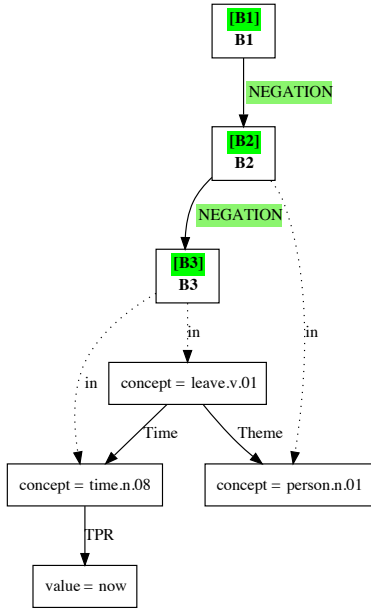 [B1]
B1
NEGATION
[B2]
B2
NEGATION
[B3]
B3
in
in
in
concept = leave.v.01
Time
Theme
concept = time.n.08
concept = person.n.01
TPR
value = now